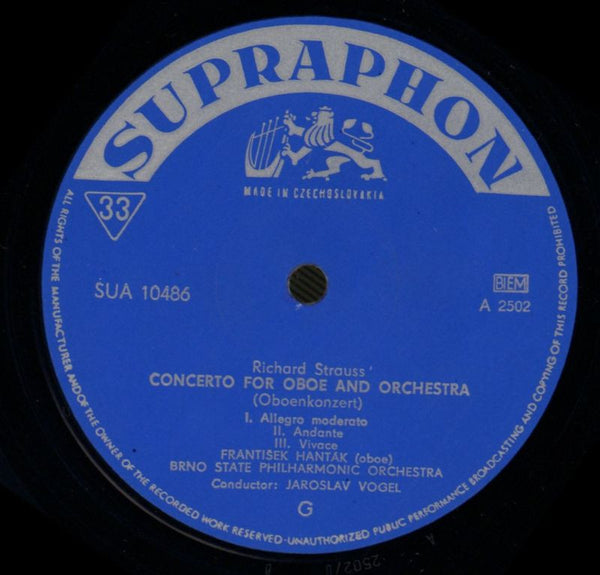 SUPRAPHON
MADE IN CZECHOSLOVAKIA
33
SUA 10486
BIEM
A 2502
Richard Strauss'
CONCERTO FOR OBOE AND ORCHESTRA
(Oboenkonzert)
I. Allegro moderato
II. Andante
III. Vivace
FRANTIŠEK HANTÁK (oboe)
BRNO STATE PHILHARMONIC ORCHESTRA
Conductor: JAROSLAV VOGEL
G
ALL RIGHTS OF THE MANUFACTURER AND OF THE OWNER OF THE RECORDED WORK RESERVED-UNAUTHORIZED PUBLIC PERFORMANCE BROADCASTING AND COPYING OF THIS RECORD PROHIBITED